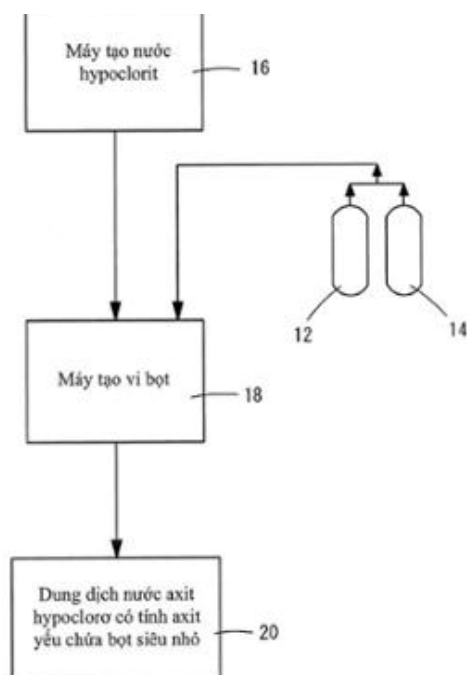 Máy tạo nước
hypoclorit
16
12
14
Máy tạo vi bọt
18
Dung dịch nước axit
hypoclorơ có tính axit
yếu chứa bọt siêu nhỏ
20